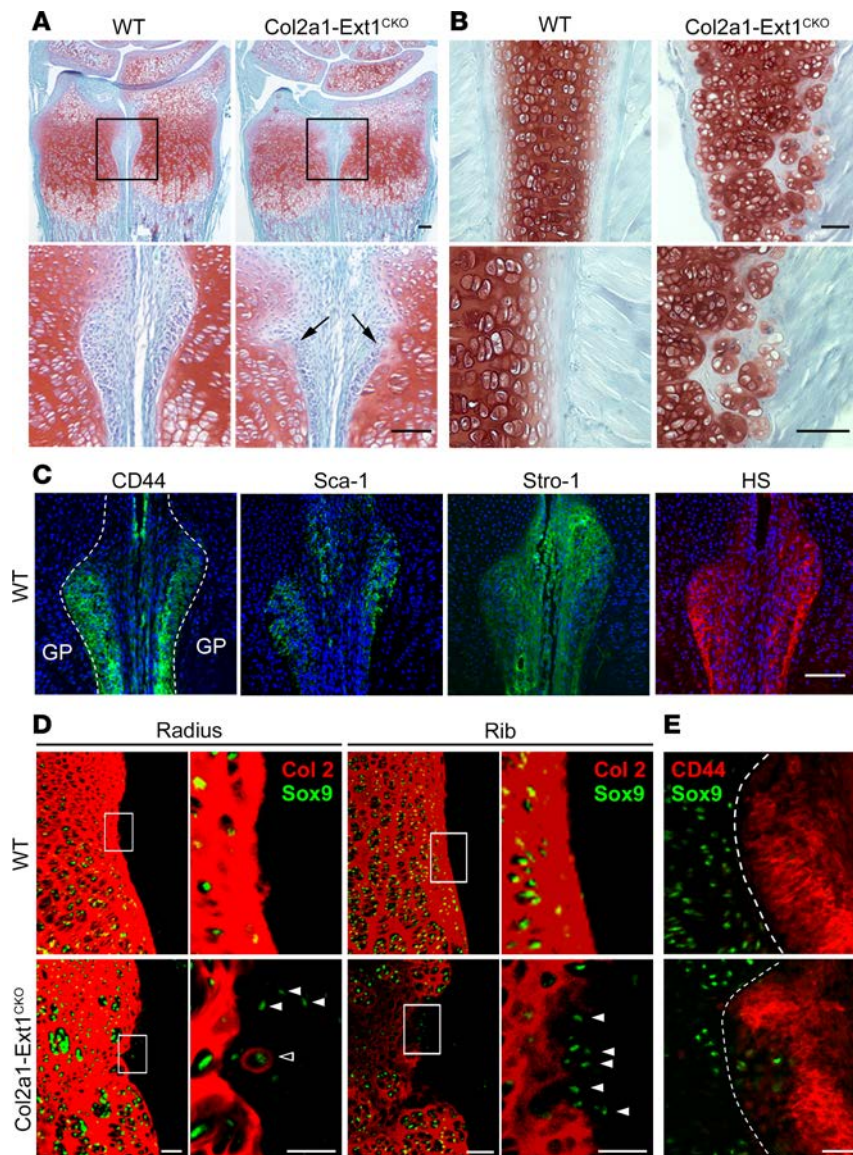 A
WT
Col2a1-Ext1CKO
B
WT
Col2a1-Ext1CKO
C
CD44
Sca-1
Stro-1
HS
WT
GP
GP
D
Radius
Rib
E
WT
Col 2
Sox9
Col 2
Sox9
CD44
Sox9
Col2a1-Ext1CKO